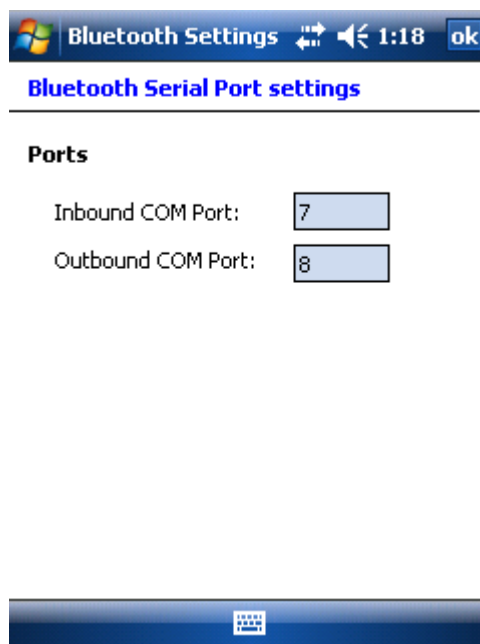 Bluetooth Settings 1:18 ok
Bluetooth Serial Port settings
Ports
Inbound COM Port: 7
Outbound COM Port: 8